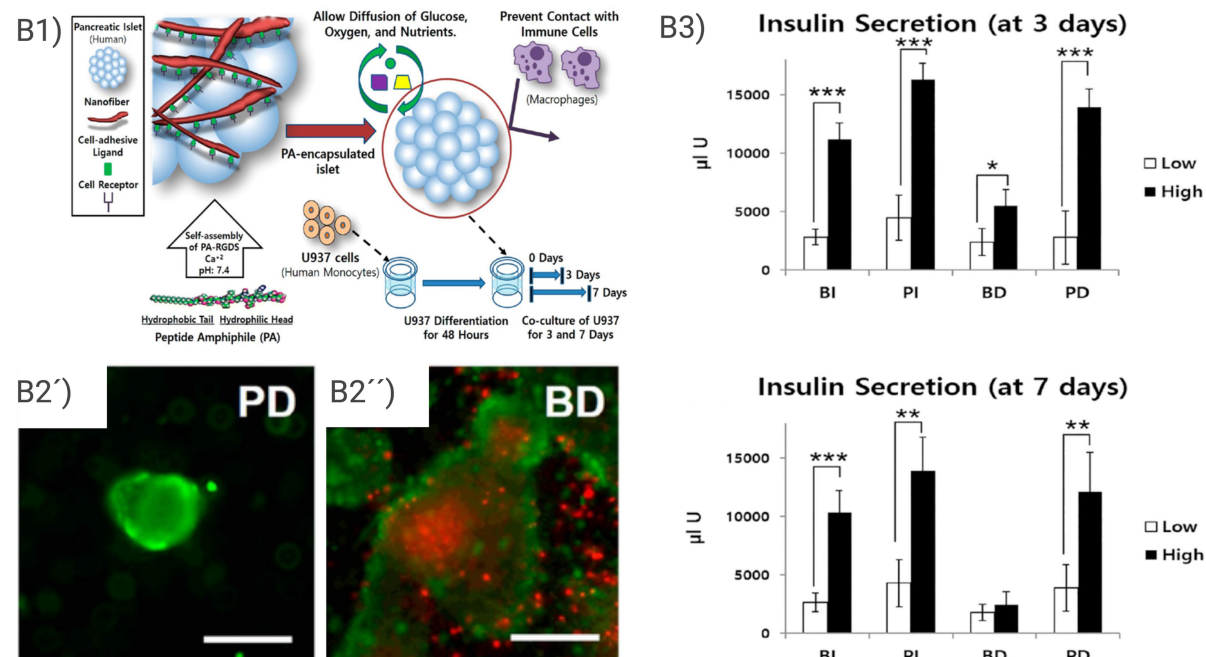 B1)
Pancreatic Islet
(Human)
Nanofiber
Cell-adhesive
Ligand
Cell Receptor
Self-assembly
of PA-RGDS
Ca⁺²
pH: 7.4
Hydrophobic Tail Hydrophilic Head
Peptide Amphiphile (PA)
PA-encapsulated
islet
Allow Diffusion of Glucose,
Oxygen, and Nutrients.
Prevent Contact with
Immune Cells
(Macrophages)
U937 cells
(Human Monocytes)
0 Days
3 Days
7 Days
U937 Differentiation
for 48 Hours
Co-culture of U937
for 3 and 7 Days
B2´)
PD
B2´´)
BD
B3)
Insulin Secretion (at 3 days)
µl U
15000
10000
5000
0
***
***
*
***
BI PI BD PD
Low
High
Insulin Secretion (at 7 days)
µl U
15000
10000
5000
0
***
**
**
BI PI BD PD
Low
High